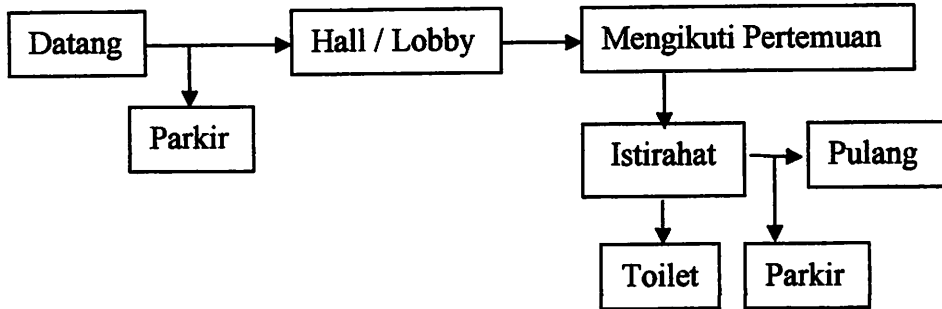 Datang
Hall / Lobby
Mengikuti Pertemuan
Parkir
Istirahat
Pulang
Toilet
Parkir